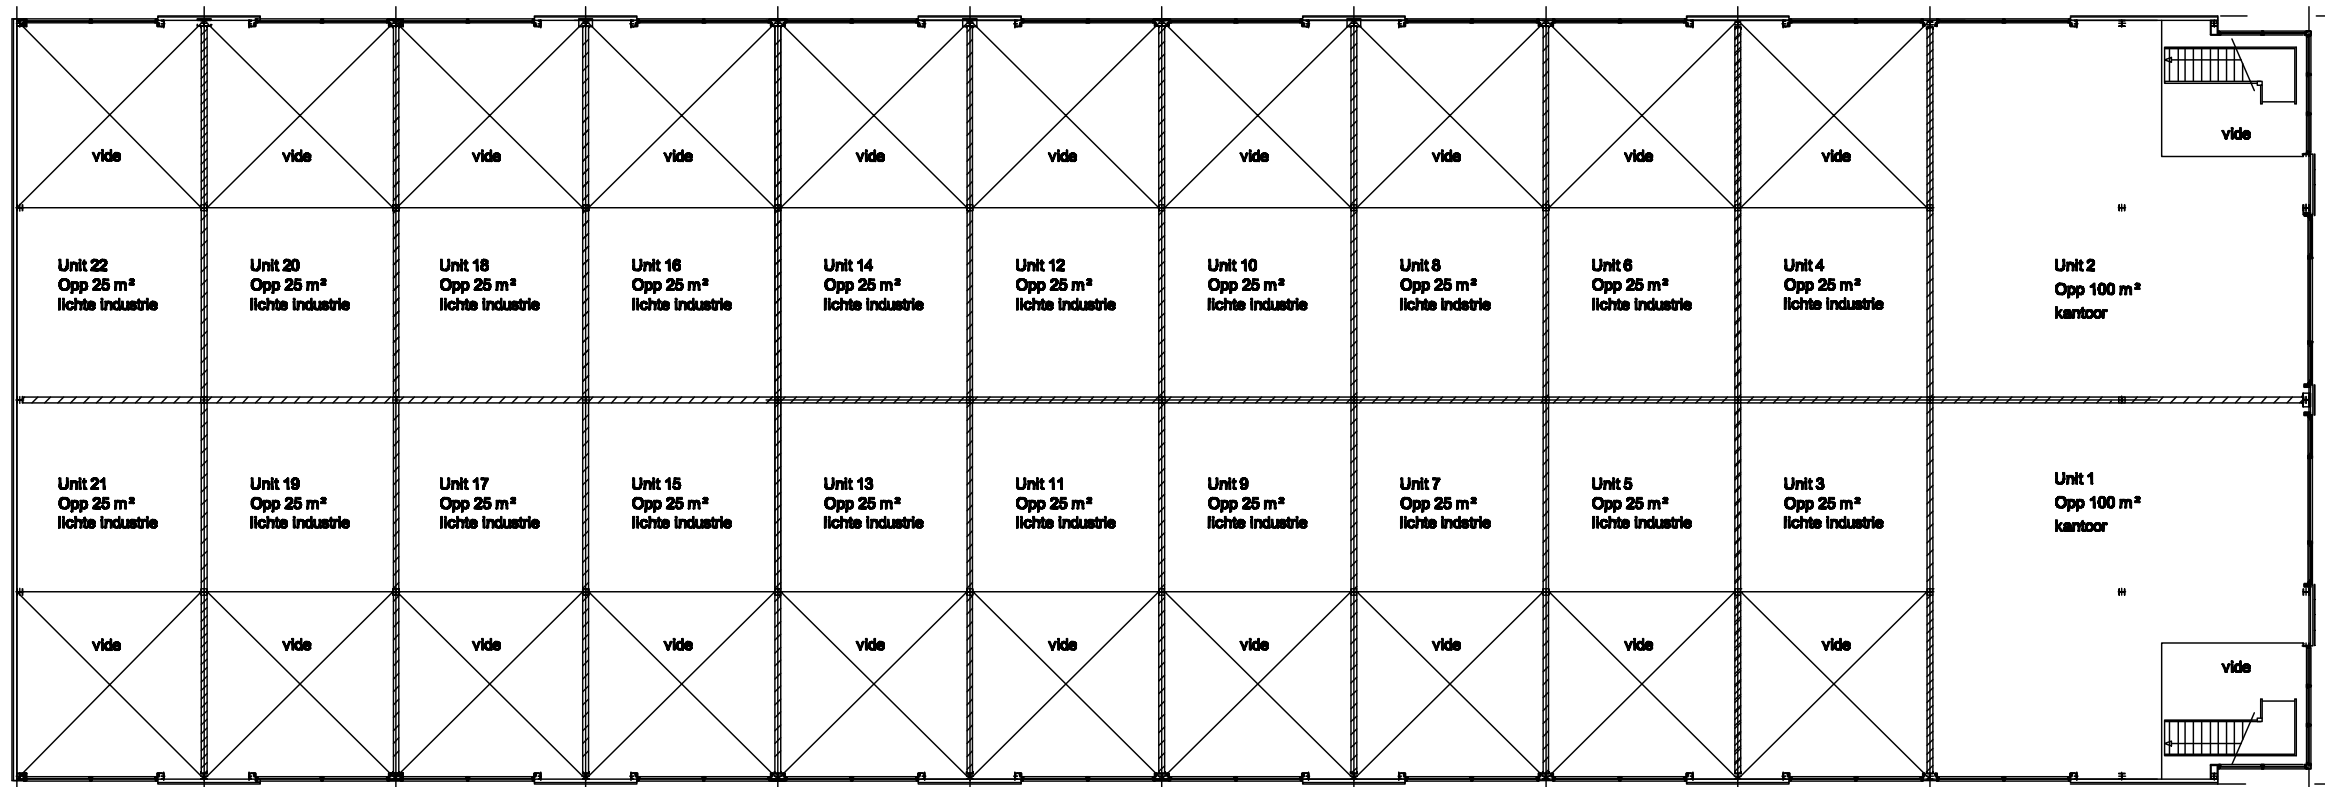 vide
vide
vide
vide
vide
vide
vide
vide
vide
vide
vide
Unit 22
Opp 25 m²
lichte industrie
Unit 20
Opp 25 m²
lichte industrie
Unit 18
Opp 25 m²
lichte industrie
Unit 16
Opp 25 m²
lichte industrie
Unit 14
Opp 25 m²
lichte industrie
Unit 12
Opp 25 m²
lichte industrie
Unit 10
Opp 25 m²
lichte industrie
Unit 8
Opp 25 m²
lichte indstrie
Unit 6
Opp 25 m²
lichte industrie
Unit 4
Opp 25 m²
lichte industrie
Unit 2
Opp 100 m²
kantoor
Unit 21
Opp 25 m²
lichte industrie
Unit 19
Opp 25 m²
lichte industrie
Unit 17
Opp 25 m²
lichte industrie
Unit 15
Opp 25 m²
lichte industrie
Unit 13
Opp 25 m²
lichte industrie
Unit 11
Opp 25 m²
lichte industrie
Unit 9
Opp 25 m²
lichte industrie
Unit 7
Opp 25 m²
lichte indstrie
Unit 5
Opp 25 m²
lichte industrie
Unit 3
Opp 25 m²
lichte industrie
Unit 1
Opp 100 m²
kantoor
vide
vide
vide
vide
vide
vide
vide
vide
vide
vide
vide